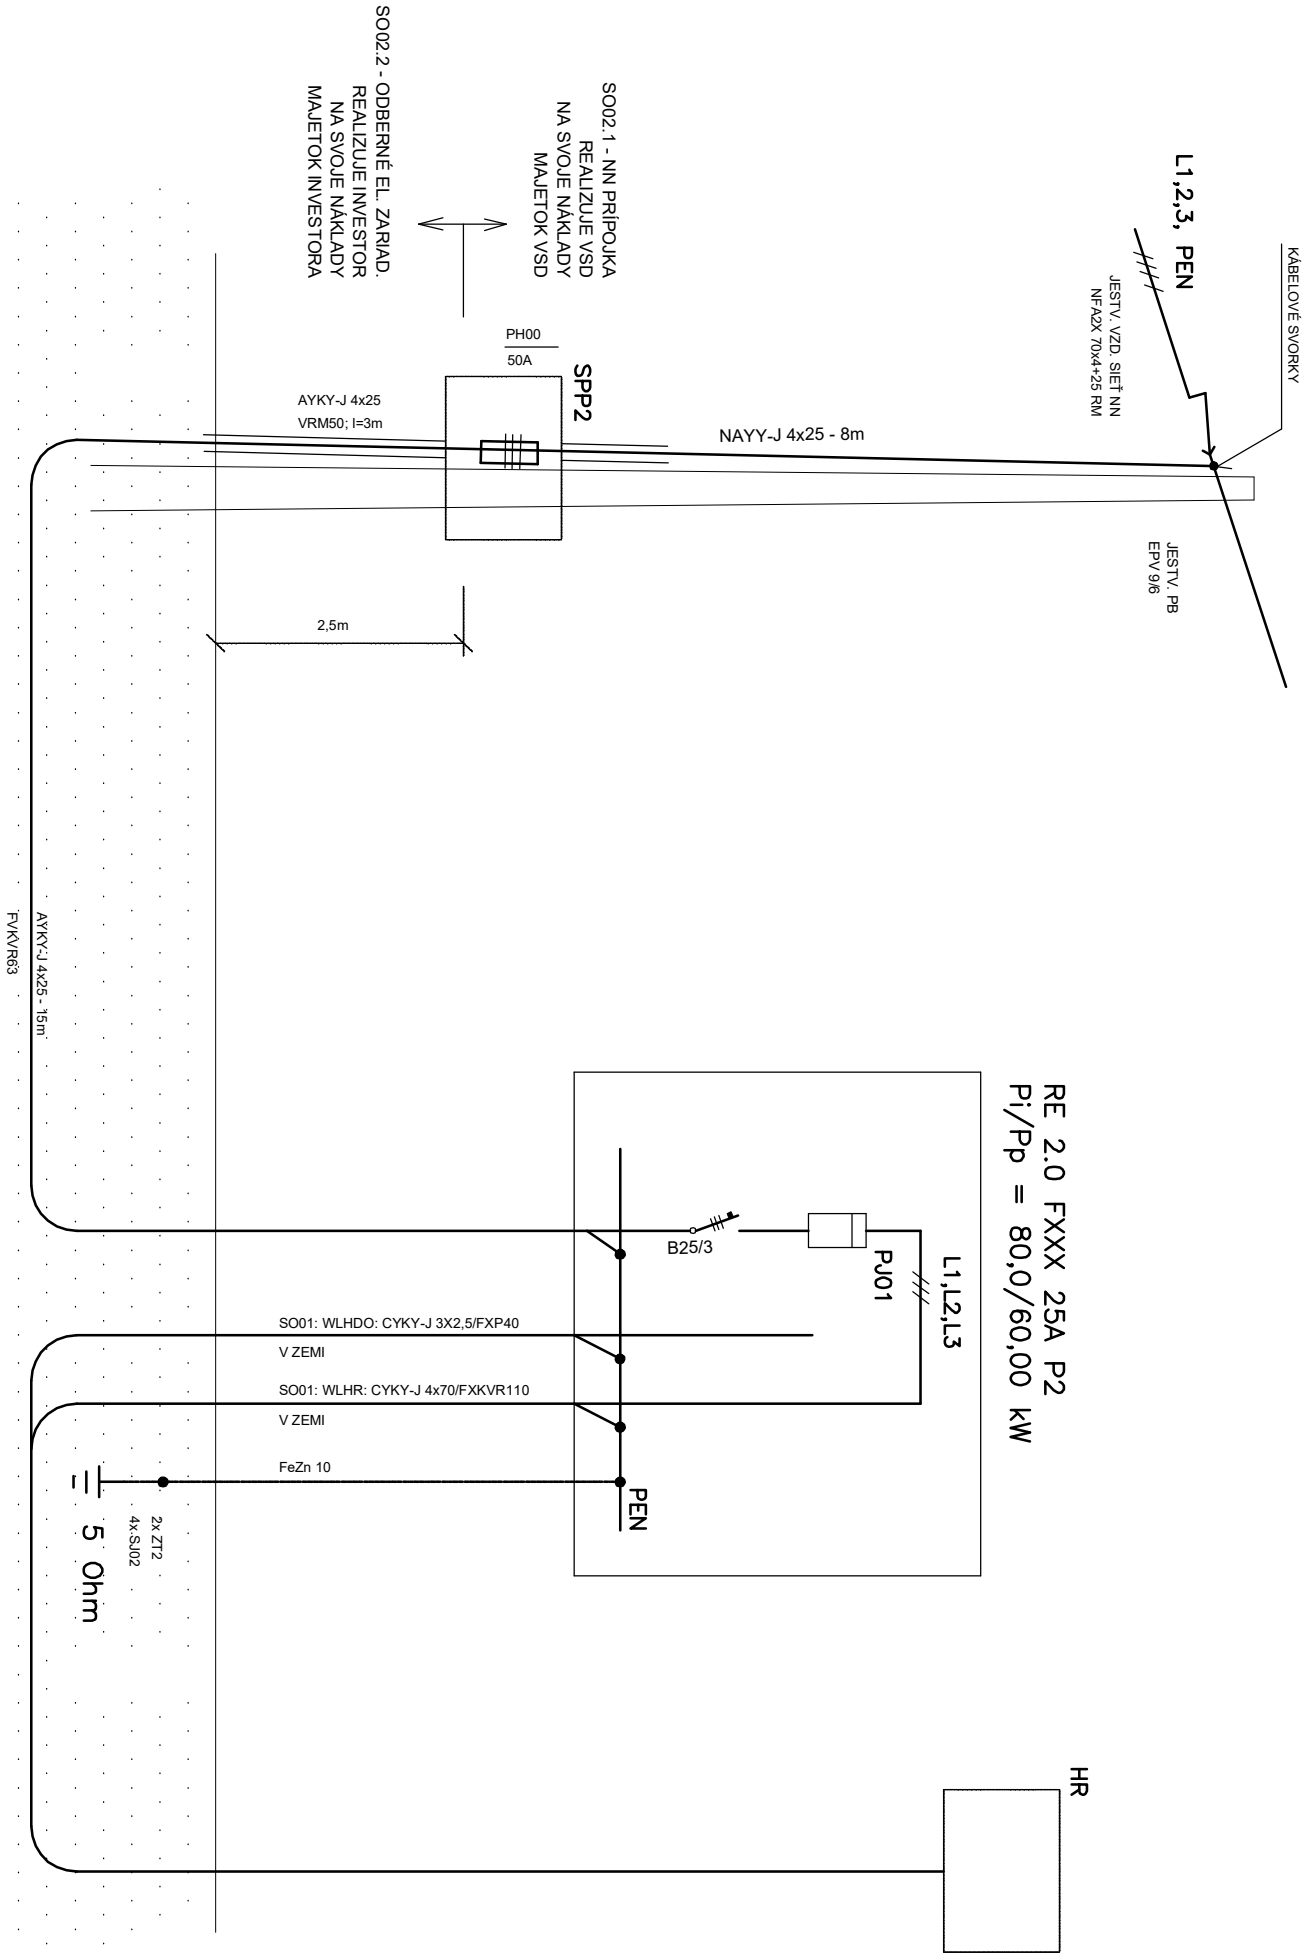 KÁBELOVÉ SVORKY
L1,2,3, PEN
JESTV. VZD. SIEŤ NN
NFA2X 70x4+25 RM
JESTV. PB
EPV 9/6
SO02.1 - NN PRÍPOJKA
REALIZUJE VSD
NA SVOJE NÁKLADY
MAJETOK VSD
SO02.2 - ODBERNÉ EL. ZARIAD.
REALIZUJE INVESTOR
NA SVOJE NÁKLADY
MAJETOK INVESTORA
PH00
50A
SPP2
NAYY-J 4x25 - 8m
AYKY-J 4x25
VRM50; l=3m
2,5m
AYKY-J 4x25 - 15m
FVKVR63
RE 2.0 FXXX 25A P2
Pi/Pp = 80,0/60,00 kW
L1,L2,L3
PJ01
B25/3
PEN
SO01: WLHDO: CYKY-J 3X2,5/FXP40
V ZEMI
SO01: WLHR: CYKY-J 4x70/FXKVR110
V ZEMI
FeZn 10
2x ZT2
4x SJ02
5 Ohm
HR